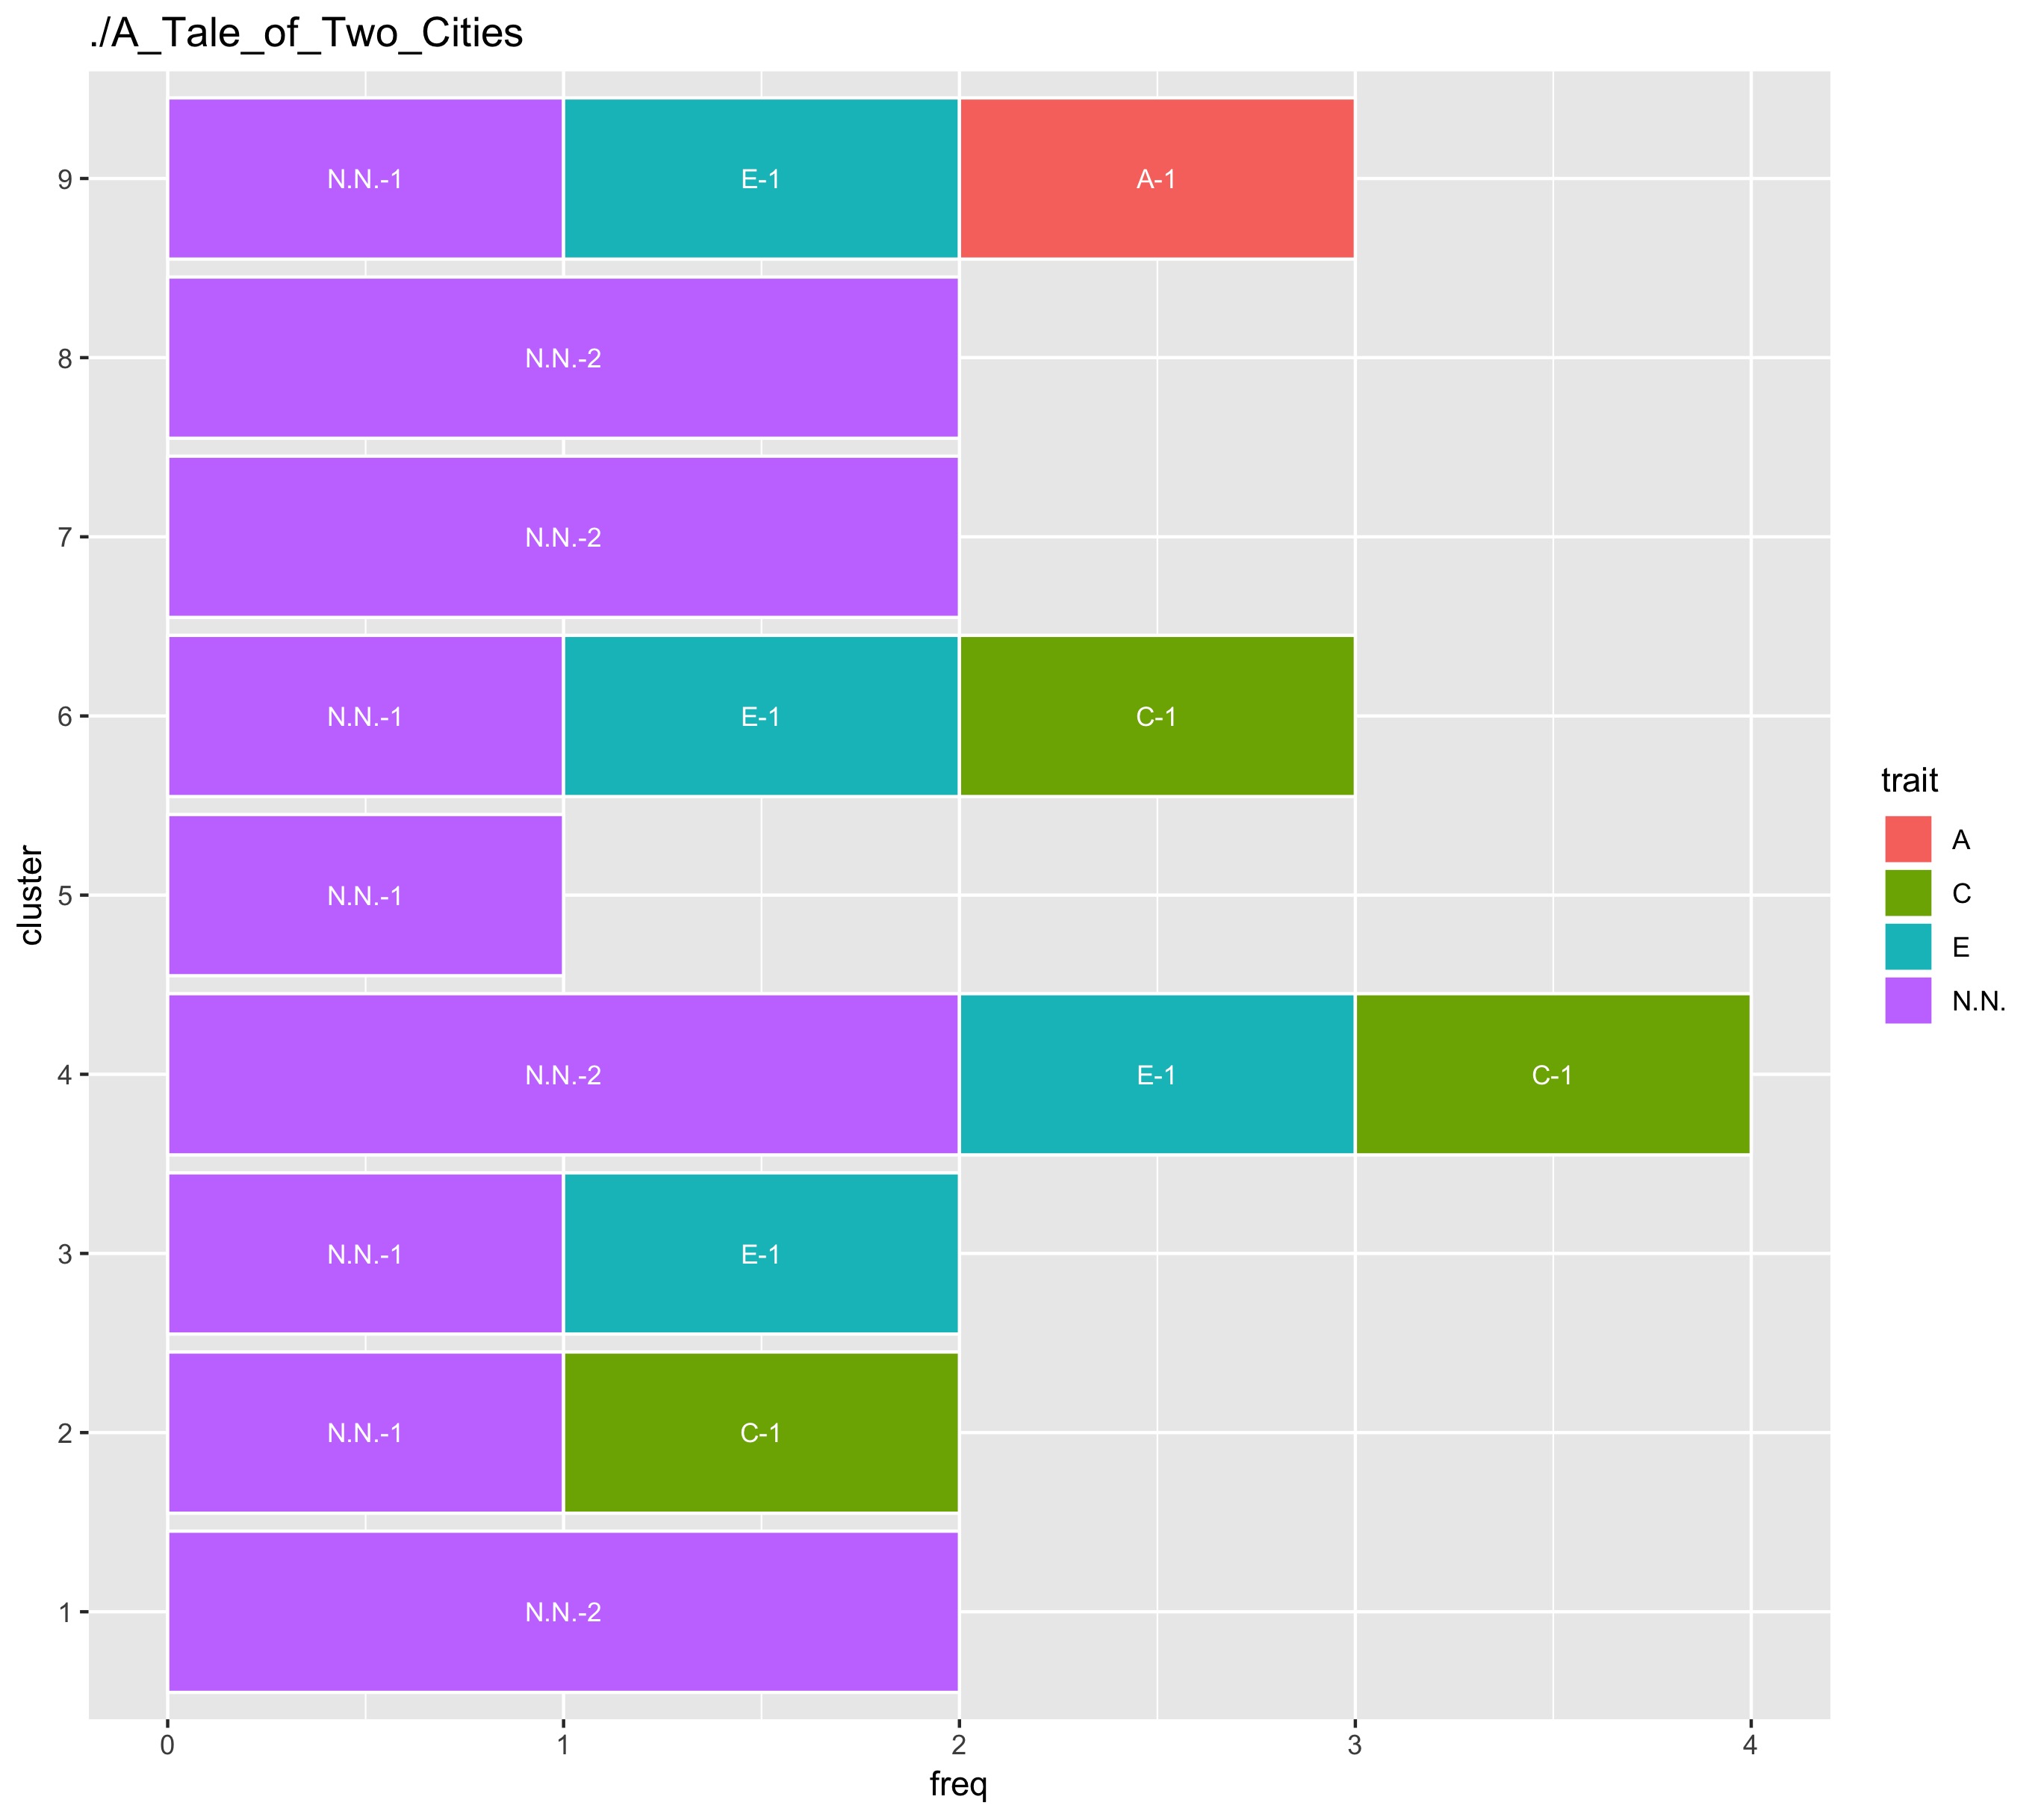 ./A_Tale_of_Two_Cities
9
N.N.-1 E-1 A-1
8
N.N.-2
7
N.N.-2
6
N.N.-1 E-1 C-1
5
N.N.-1
4
N.N.-2 E-1 C-1
3
N.N.-1 E-1
2
N.N.-1 C-1
1
N.N.-2
cluster
0 1 2 3 4
freq
trait
A
C
E
N.N.